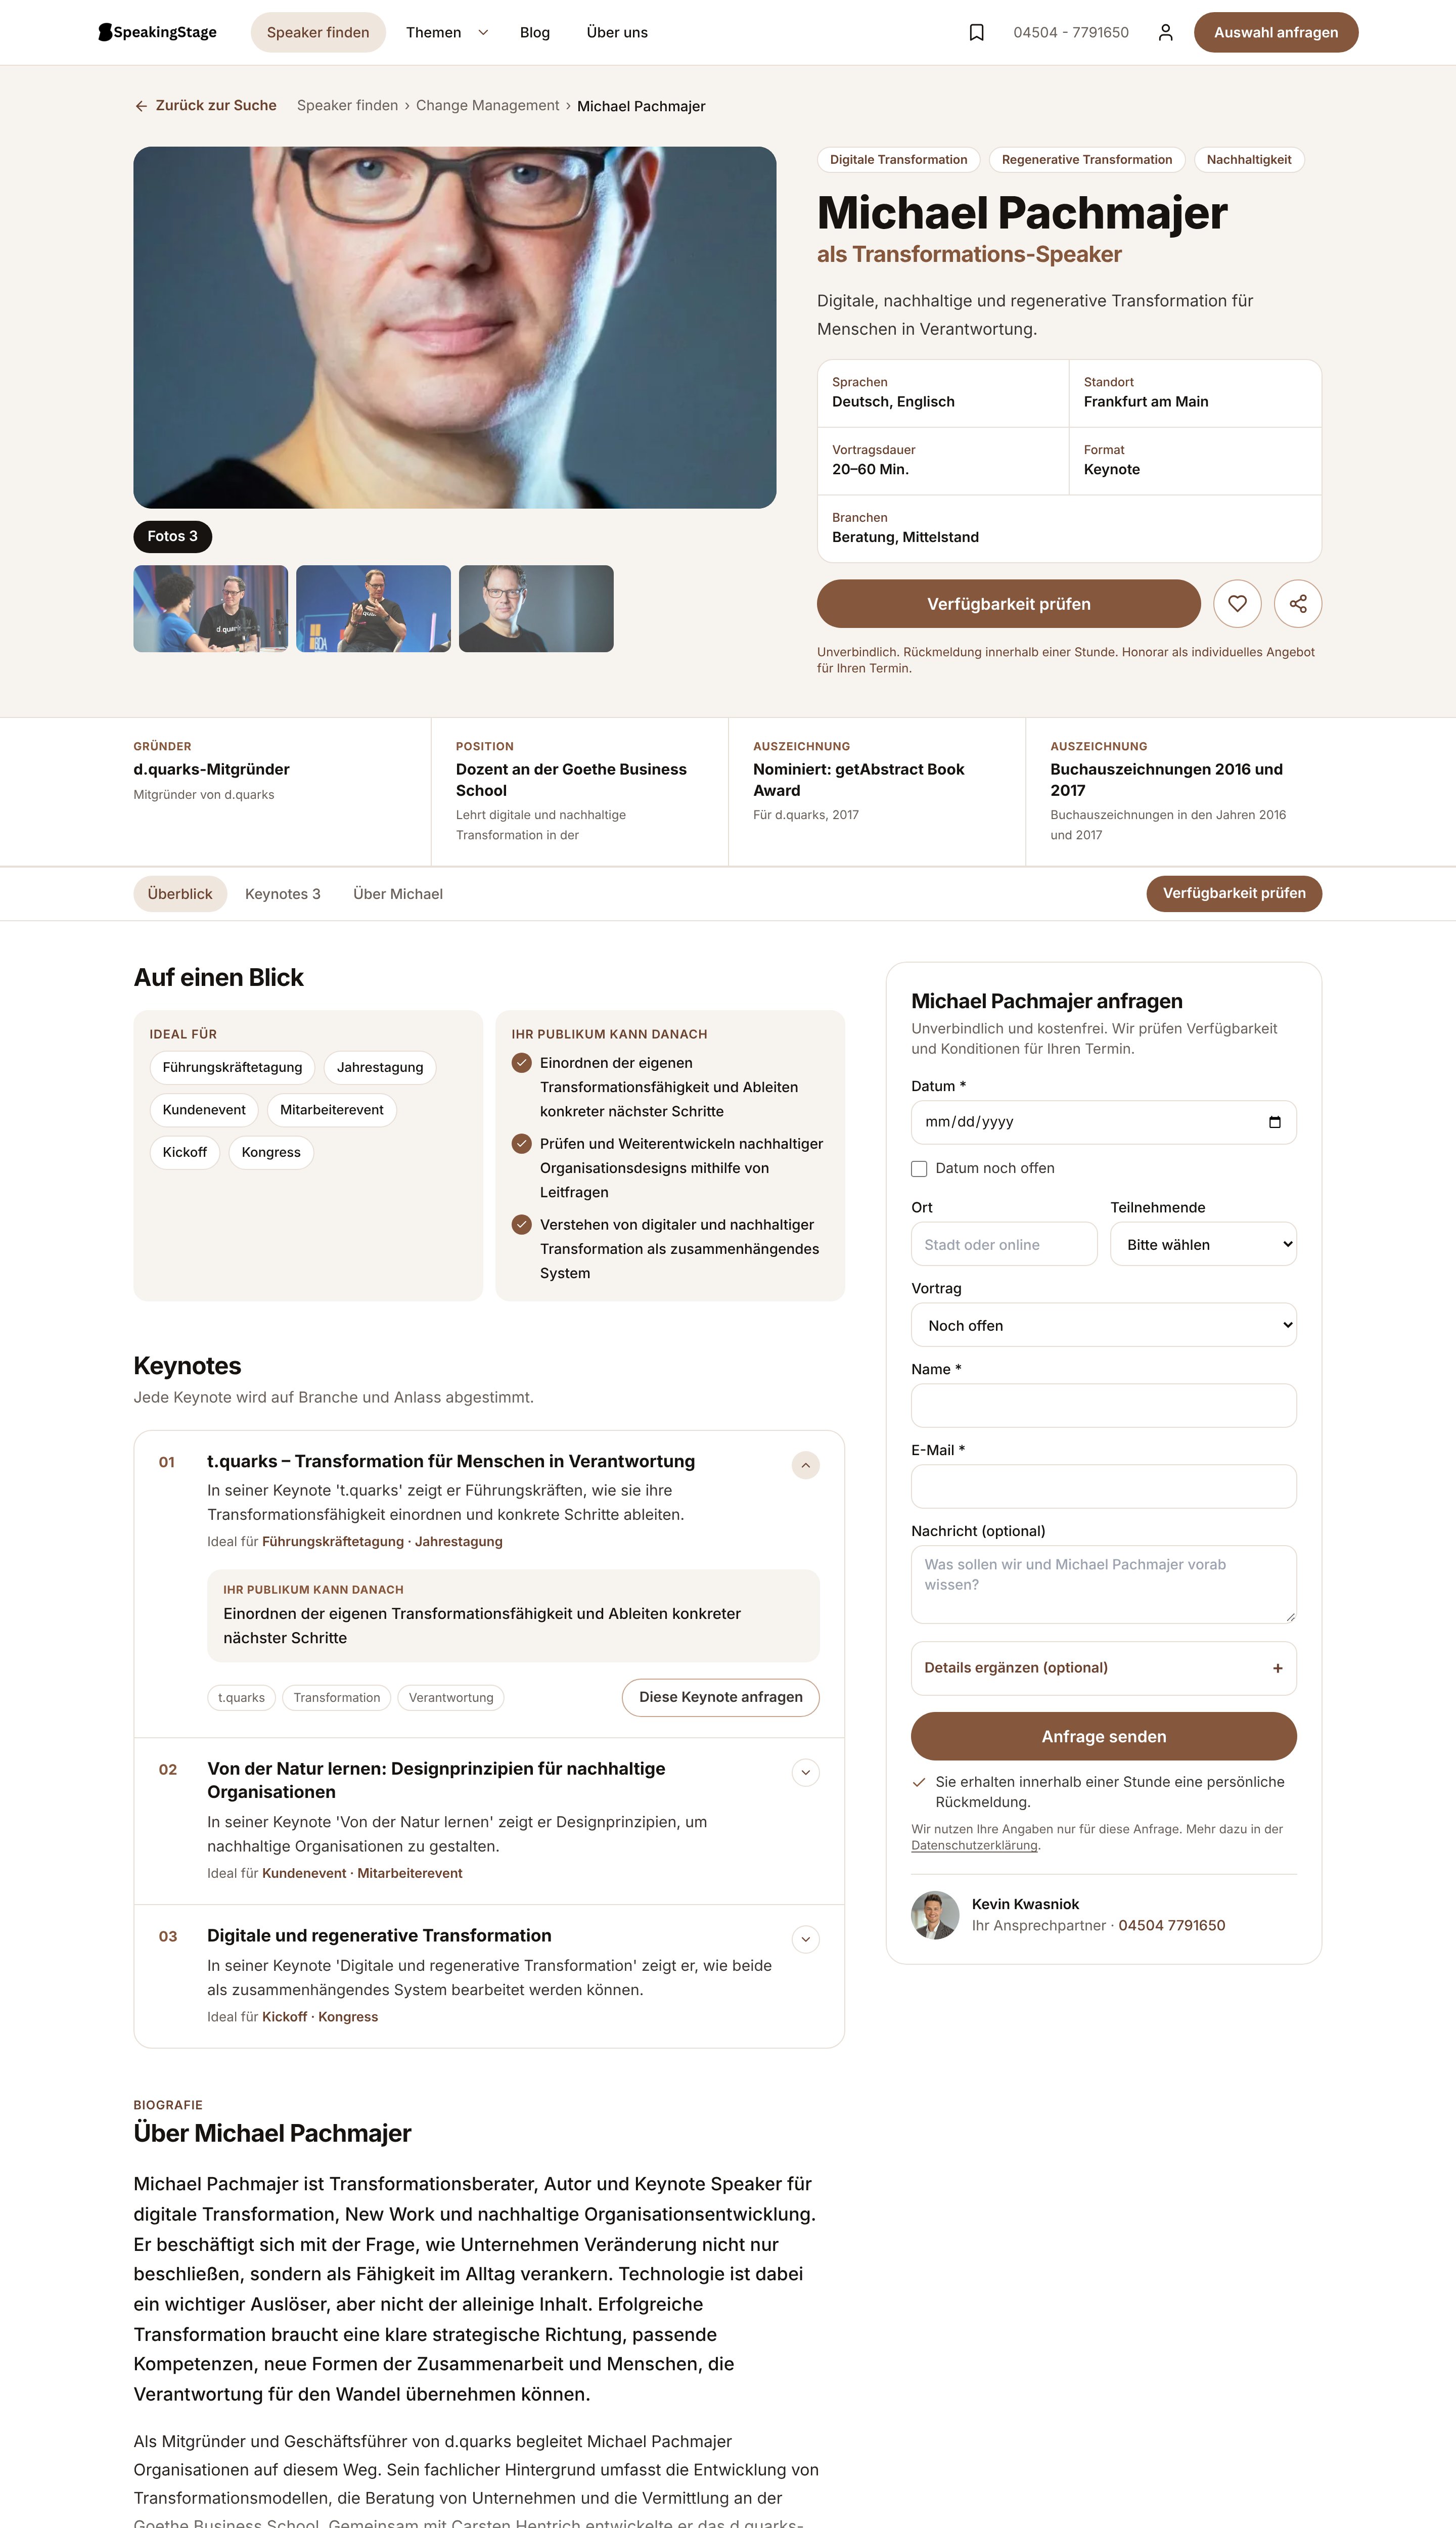 SpeakingStage
Speaker finden
Themen
Blog
Über uns
04504 - 7791650
Auswahl anfragen
Zurück zur Suche
Speaker finden › Change Management › Michael Pachmajer
Digitale Transformation
Regenerative Transformation
Nachhaltigkeit
Michael Pachmajer
als Transformations-Speaker
Digitale, nachhaltige und regenerative Transformation für
Menschen in Verantwortung.
Sprachen
Deutsch, Englisch
Standort
Frankfurt am Main
Vortragsdauer
20–60 Min.
Format
Keynote
Branchen
Beratung, Mittelstand
Fotos 3
Verfügbarkeit prüfen
Unverbindlich. Rückmeldung innerhalb einer Stunde. Honorar als individuelles Angebot
für Ihren Termin.
GRÜNDER
d.quarks-Mitgründer
Mitgründer von d.quarks
POSITION
Dozent an der Goethe Business
School
Lehrt digitale und nachhaltige
Transformation in der
AUSZEICHNUNG
Nominiert: getAbstract Book
Award
Für d.quarks, 2017
AUSZEICHNUNG
Buchauszeichnungen 2016 und
2017
Buchauszeichnungen in den Jahren 2016
und 2017
Überblick
Keynotes 3
Über Michael
Verfügbarkeit prüfen
Auf einen Blick
IDEAL FÜR
Führungskräftetagung
Jahrestagung
Kundenevent
Mitarbeiterevent
Kickoff
Kongress
IHR PUBLIKUM KANN DANACH
Einordnen der eigenen
Transformationsfähigkeit und Ableiten
konkreter nächster Schritte
Prüfen und Weiterentwickeln nachhaltiger
Organisationsdesigns mithilfe von
Leitfragen
Verstehen von digitaler und nachhaltiger
Transformation als zusammenhängendes
System
Keynotes
Jede Keynote wird auf Branche und Anlass abgestimmt.
01
t.quarks – Transformation für Menschen in Verantwortung
In seiner Keynote 't.quarks' zeigt er Führungskräften, wie sie ihre
Transformationsfähigkeit einordnen und konkrete Schritte ableiten.
Ideal für Führungskräftetagung · Jahrestagung
IHR PUBLIKUM KANN DANACH
Einordnen der eigenen Transformationsfähigkeit und Ableiten konkreter
nächster Schritte
t.quarks
Transformation
Verantwortung
Diese Keynote anfragen
02
Von der Natur lernen: Designprinzipien für nachhaltige
Organisationen
In seiner Keynote 'Von der Natur lernen' zeigt er Designprinzipien, um
nachhaltige Organisationen zu gestalten.
Ideal für Kundenevent · Mitarbeiterevent
03
Digitale und regenerative Transformation
In seiner Keynote 'Digitale und regenerative Transformation' zeigt er, wie beide
als zusammenhängendes System bearbeitet werden können.
Ideal für Kickoff · Kongress
Michael Pachmajer anfragen
Unverbindlich und kostenfrei. Wir prüfen Verfügbarkeit
und Konditionen für Ihren Termin.
Datum *
mm/dd/yyyy
Datum noch offen
Ort
Stadt oder online
Teilnehmende
Bitte wählen
Vortrag
Noch offen
Name *
E-Mail *
Nachricht (optional)
Was sollen wir und Michael Pachmajer vorab
wissen?
Details ergänzen (optional)
+
Anfrage senden
Sie erhalten innerhalb einer Stunde eine persönliche
Rückmeldung.
Wir nutzen Ihre Angaben nur für diese Anfrage. Mehr dazu in der
Datenschutzerklärung.
Kevin Kwasniok
Ihr Ansprechpartner · 04504 7791650
BIOGRAFIE
Über Michael Pachmajer
Michael Pachmajer ist Transformationsberater, Autor und Keynote Speaker für
digitale Transformation, New Work und nachhaltige Organisationsentwicklung.
Er beschäftigt sich mit der Frage, wie Unternehmen Veränderung nicht nur
beschließen, sondern als Fähigkeit im Alltag verankern. Technologie ist dabei
ein wichtiger Auslöser, aber nicht der alleinige Inhalt. Erfolgreiche
Transformation braucht eine klare strategische Richtung, passende
Kompetenzen, neue Formen der Zusammenarbeit und Menschen, die
Verantwortung für den Wandel übernehmen können.
Als Mitgründer und Geschäftsführer von d.quarks begleitet Michael Pachmajer
Organisationen auf diesem Weg. Sein fachlicher Hintergrund umfasst die Entwicklung von
Transformationsmodellen, die Beratung von Unternehmen und die Vermittlung an der
Goethe Business School. Gemeinsam mit Carsten Hentrich entwickelte er das d.quarks-